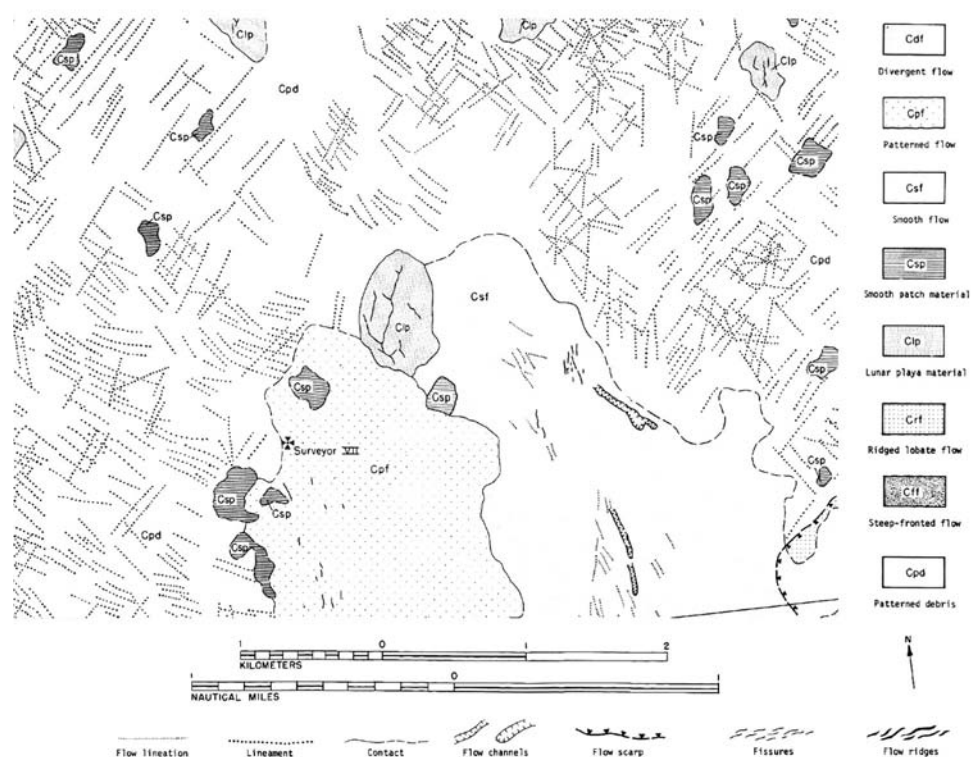 Clp
Csp
Clp
Cdf
Divergent flow
Cpd
Csp
Csp
Csp
Csp
Csp
Cpf
Patterned flow
Csf
Smooth flow
Csp
Cpd
Csp
Smooth patch material
Csf
Clp
Clp
Lunar playa material
Csp
Csp
Csp
Crf
Ridged lobate flow
Surveyor VII
Cpf
Csp
Csp
Csp
Cff
Steep-fronted flow
Cpd
Csp
Cpd
Patterned debris
1 0 1 2
KILOMETERS
N
1 0 1
NAUTICAL MILES
Flow lineation Lineament Contact Flow channels Flow scarp Fissures Flow ridges